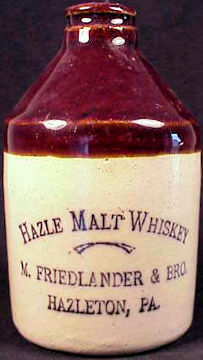 HAZLE MALT WHISKEY
M. FRIEDLANDER & BRO.
HAZLETON, PA.